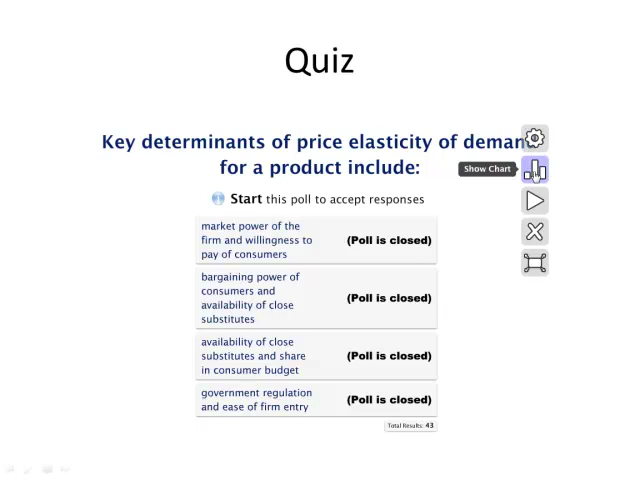 Quiz
Key determinants of price elasticity of deman
for a product include:
Show Chart
Start this poll to accept responses
market power of the
firm and willingness to
pay of consumers
(Poll is closed)
bargaining power of
consumers and
availability of close
substitutes
(Poll is closed)
availability of close
substitutes and share
in consumer budget
(Poll is closed)
government regulation
and ease of firm entry
(Poll is closed)
Total Results: 43